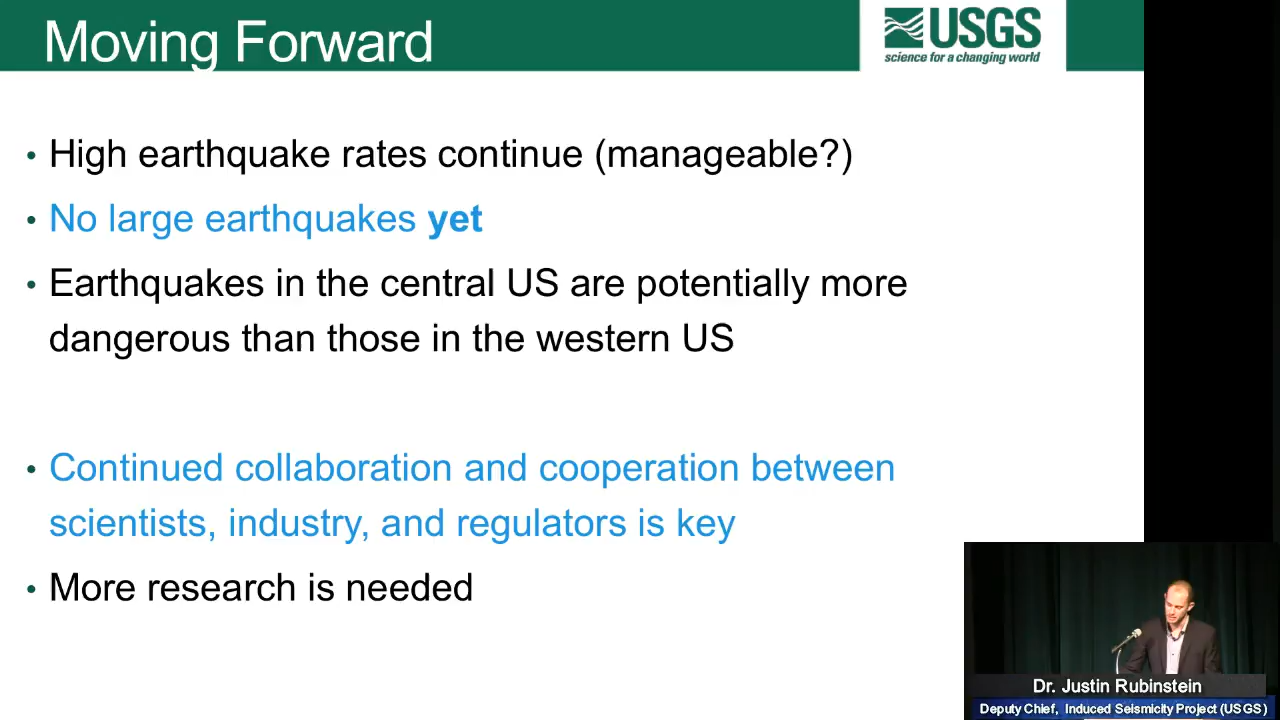 Moving Forward
USGS
science for a changing world
• High earthquake rates continue (manageable?)
• No large earthquakes yet
• Earthquakes in the central US are potentially more
dangerous than those in the western US
• Continued collaboration and cooperation between
scientists, industry, and regulators is key
• More research is needed
Dr. Justin Rubinstein
Deputy Chief, Induced Seismicity Project (USGS)